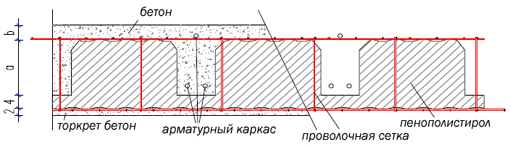 бетон
b
a
2.4
торкрет бетон
арматурный каркас
проволочная сетка
пенополистирол